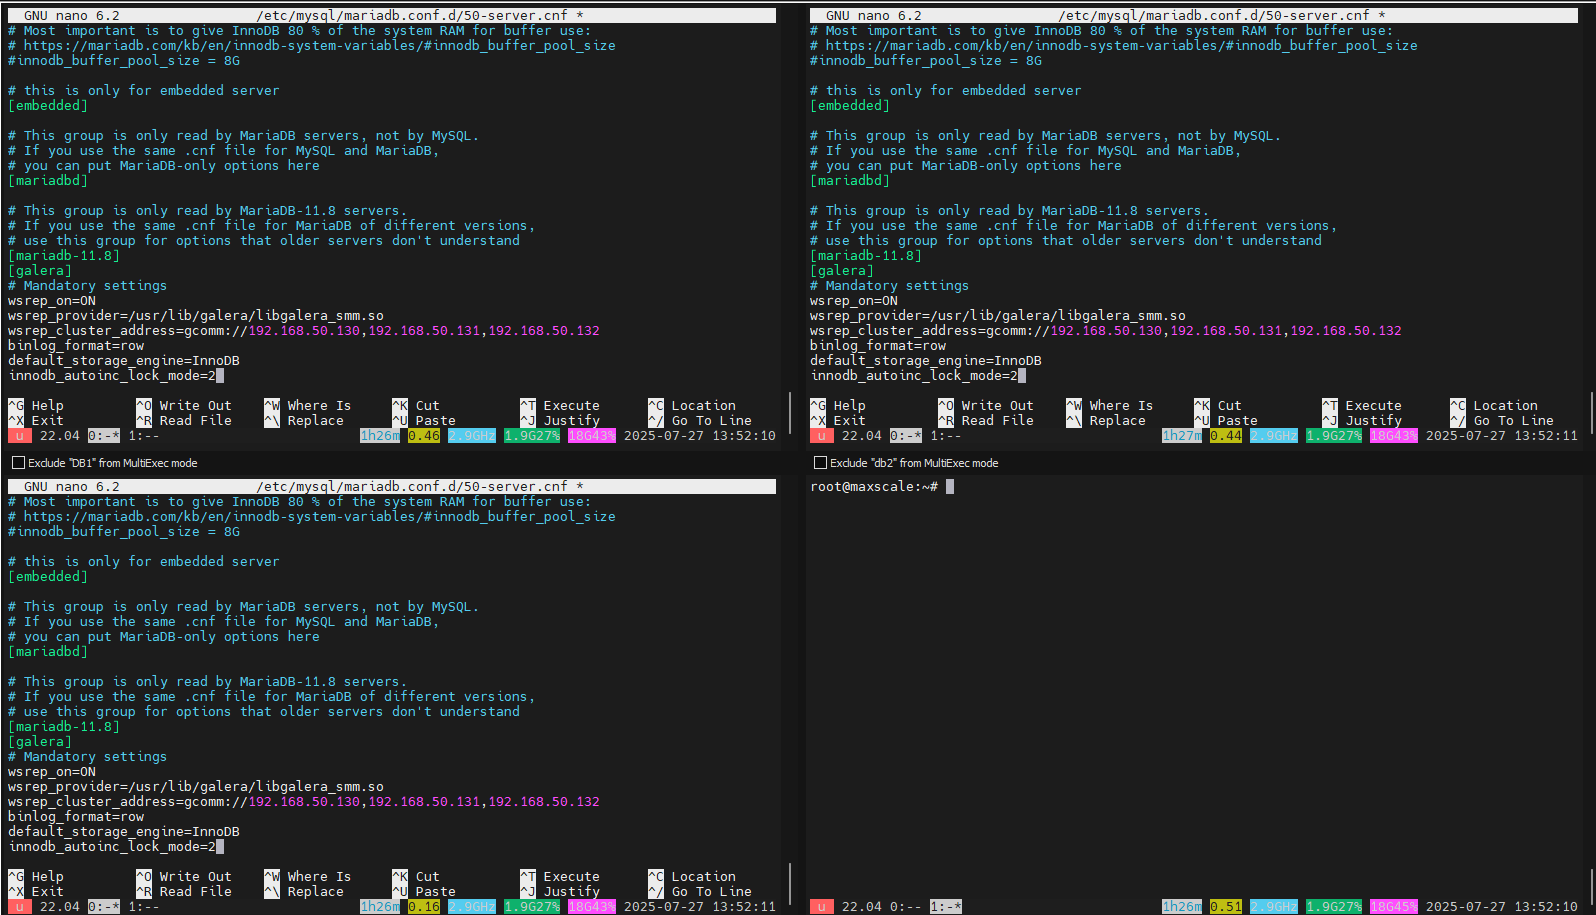 GNU nano 6.2 /etc/mysql/mariadb.conf.d/50-server.cnf *
# Most important is to give InnoDB 80 % of the system RAM for buffer use:
# https://mariadb.com/kb/en/innodb-system-variables/#innodb_buffer_pool_size
#innodb_buffer_pool_size = 8G
# this is only for embedded server
[embedded]
# This group is only read by MariaDB servers, not by MySQL.
# If you use the same .cnf file for MySQL and MariaDB,
# you can put MariaDB-only options here
[mariadbd]
# This group is only read by MariaDB-11.8 servers.
# If you use the same .cnf file for MariaDB of different versions,
# use this group for options that older servers don't understand
[mariadb-11.8]
[galera]
# Mandatory settings
wsrep_on=ON
wsrep_provider=/usr/lib/galera/libgalera_smm.so
wsrep_cluster_address=gcomm://192.168.50.130,192.168.50.131,192.168.50.132
binlog_format=row
default_storage_engine=InnoDB
innodb_autoinc_lock_mode=2
^G Help ^O Write Out ^W Where Is ^K Cut ^T Execute ^C Location
^X Exit ^R Read File ^\ Replace ^U Paste ^J Justify ^/ Go To Line
u 22.04 0:-* 1:-- 1h26m 0.46 2.9GHz 1.9G27% 18G43% 2025-07-27 13:52:10
Exclude "DB1" from MultiExec mode
GNU nano 6.2 /etc/mysql/mariadb.conf.d/50-server.cnf *
# Most important is to give InnoDB 80 % of the system RAM for buffer use:
# https://mariadb.com/kb/en/innodb-system-variables/#innodb_buffer_pool_size
#innodb_buffer_pool_size = 8G
# this is only for embedded server
[embedded]
# This group is only read by MariaDB servers, not by MySQL.
# If you use the same .cnf file for MySQL and MariaDB,
# you can put MariaDB-only options here
[mariadbd]
# This group is only read by MariaDB-11.8 servers.
# If you use the same .cnf file for MariaDB of different versions,
# use this group for options that older servers don't understand
[mariadb-11.8]
[galera]
# Mandatory settings
wsrep_on=ON
wsrep_provider=/usr/lib/galera/libgalera_smm.so
wsrep_cluster_address=gcomm://192.168.50.130,192.168.50.131,192.168.50.132
binlog_format=row
default_storage_engine=InnoDB
innodb_autoinc_lock_mode=2
^G Help ^O Write Out ^W Where Is ^K Cut ^T Execute ^C Location
^X Exit ^R Read File ^\ Replace ^U Paste ^J Justify ^/ Go To Line
u 22.04 0:-* 1:-- 1h27m 0.44 2.9GHz 1.9G27% 18G43% 2025-07-27 13:52:11
Exclude "db2" from MultiExec mode
GNU nano 6.2 /etc/mysql/mariadb.conf.d/50-server.cnf *
# Most important is to give InnoDB 80 % of the system RAM for buffer use:
# https://mariadb.com/kb/en/innodb-system-variables/#innodb_buffer_pool_size
#innodb_buffer_pool_size = 8G
# this is only for embedded server
[embedded]
# This group is only read by MariaDB servers, not by MySQL.
# If you use the same .cnf file for MySQL and MariaDB,
# you can put MariaDB-only options here
[mariadbd]
# This group is only read by MariaDB-11.8 servers.
# If you use the same .cnf file for MariaDB of different versions,
# use this group for options that older servers don't understand
[mariadb-11.8]
[galera]
# Mandatory settings
wsrep_on=ON
wsrep_provider=/usr/lib/galera/libgalera_smm.so
wsrep_cluster_address=gcomm://192.168.50.130,192.168.50.131,192.168.50.132
binlog_format=row
default_storage_engine=InnoDB
innodb_autoinc_lock_mode=2
^G Help ^O Write Out ^W Where Is ^K Cut ^T Execute ^C Location
^X Exit ^R Read File ^\ Replace ^U Paste ^J Justify ^/ Go To Line
u 22.04 0:-* 1:-- 1h26m 0.16 2.9GHz 1.9G27% 18G43% 2025-07-27 13:52:11
root@maxscale:~#
u 22.04 0:-- 1:-* 1h26m 0.51 2.9GHz 1.9G27% 18G45% 2025-07-27 13:52:10